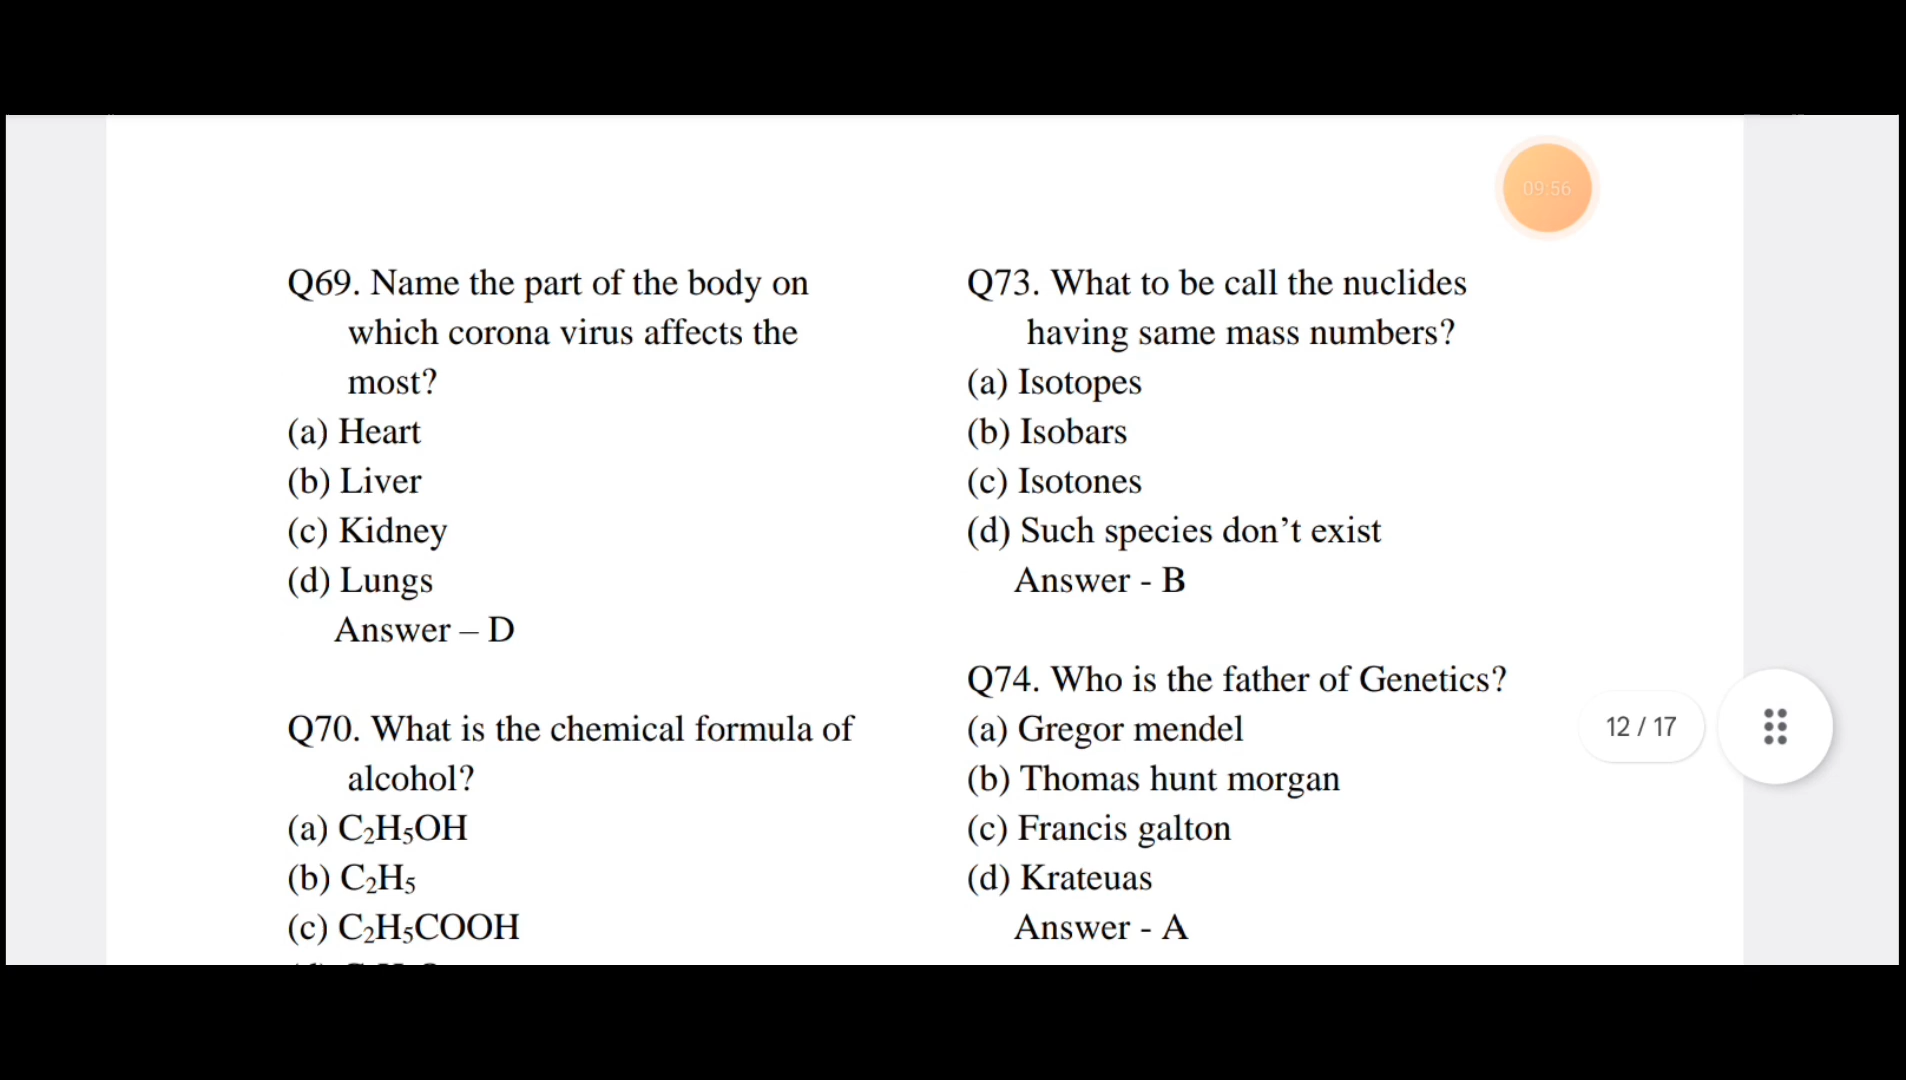 09:56
Q69. Name the part of the body on
which corona virus affects the
most?
(a) Heart
(b) Liver
(c) Kidney
(d) Lungs
Answer – D
Q70. What is the chemical formula of
alcohol?
(a) C₂H₅OH
(b) C₂H₅
(c) C₂H₅COOH
Q73. What to be call the nuclides
having same mass numbers?
(a) Isotopes
(b) Isobars
(c) Isotones
(d) Such species don’t exist
Answer - B
Q74. Who is the father of Genetics?
(a) Gregor mendel
(b) Thomas hunt morgan
(c) Francis galton
(d) Krateuas
Answer - A
12 / 17